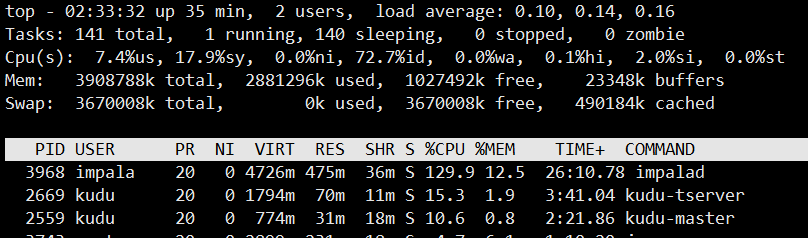 top - 02:33:32 up 35 min,  2 users,  load average: 0.10, 0.14, 0.16
Tasks: 141 total,   1 running, 140 sleeping,   0 stopped,   0 zombie
Cpu(s):  7.4%us, 17.9%sy,  0.0%ni, 72.7%id,  0.0%wa,  0.1%hi,  2.0%si,  0.0%st
Mem:   3908788k total,  2881296k used,  1027492k free,    23348k buffers
Swap:  3670008k total,        0k used,  3670008k free,   490184k cached
PID USER      PR  NI  VIRT  RES  SHR S %CPU %MEM    TIME+  COMMAND
3968 impala    20   0 4726m 475m  36m S 129.9 12.5  26:10.78 impalad
2669 kudu      20   0 1794m  70m  11m S 15.3  1.9   3:41.04 kudu-tserver
2559 kudu      20   0  774m  31m  18m S 10.6  0.8   2:21.86 kudu-master